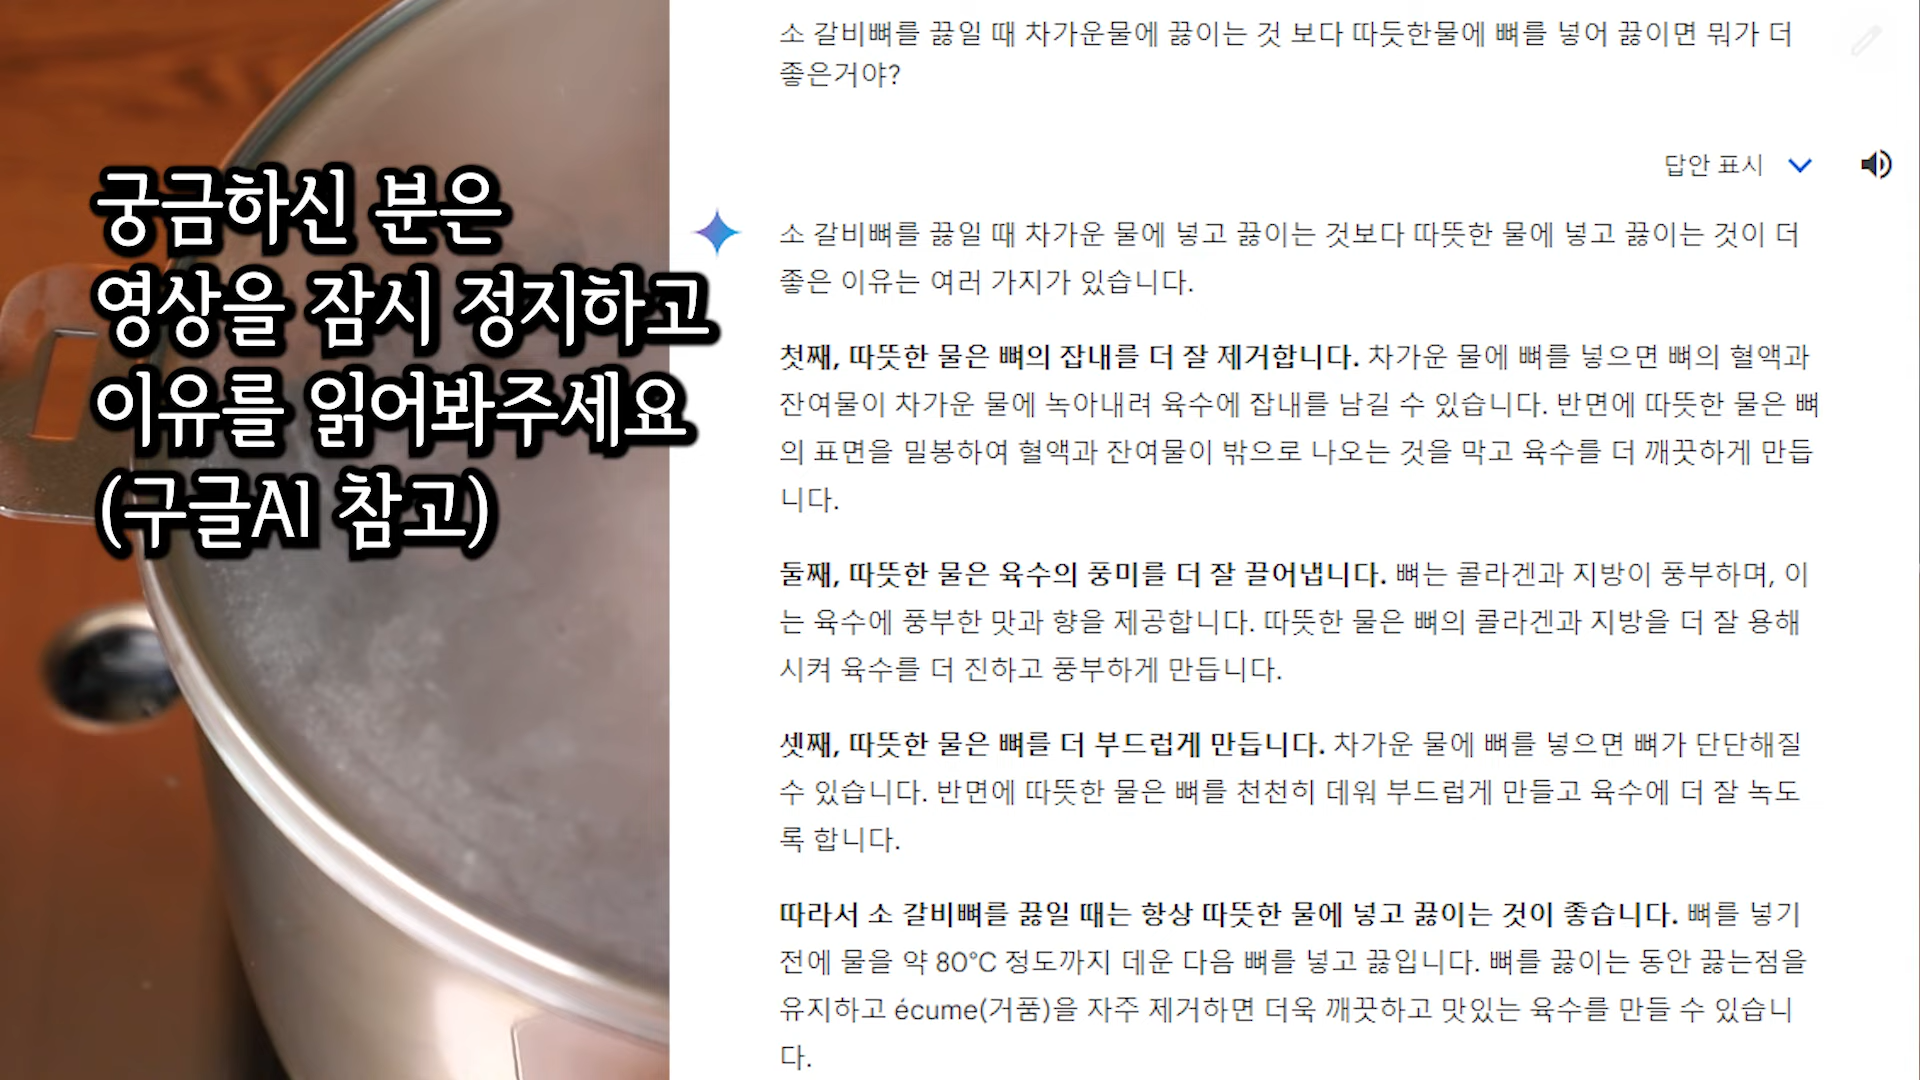 궁금하신 분은
영상을 잠시 정지하고
이유를 읽어봐주세요
(구글AI 참고)
소 갈비뼈를 끓일 때 차가운물에 끓이는 것 보다 따듯한물에 뼈를 넣어 끓이면 뭐가 더
좋은거야?
답안 표시
소 갈비뼈를 끓일 때 차가운 물에 넣고 끓이는 것보다 따뜻한 물에 넣고 끓이는 것이 더
좋은 이유는 여러 가지가 있습니다.
첫째, 따뜻한 물은 뼈의 잡내를 더 잘 제거합니다. 차가운 물에 뼈를 넣으면 뼈의 혈액과
잔여물이 차가운 물에 녹아내려 육수에 잡내를 남길 수 있습니다. 반면에 따뜻한 물은 뼈
의 표면을 밀봉하여 혈액과 잔여물이 밖으로 나오는 것을 막고 육수를 더 깨끗하게 만듭
니다.
둘째, 따뜻한 물은 육수의 풍미를 더 잘 끌어냅니다. 뼈는 콜라겐과 지방이 풍부하며, 이
는 육수에 풍부한 맛과 향을 제공합니다. 따뜻한 물은 뼈의 콜라겐과 지방을 더 잘 용해
시켜 육수를 더 진하고 풍부하게 만듭니다.
셋째, 따뜻한 물은 뼈를 더 부드럽게 만듭니다. 차가운 물에 뼈를 넣으면 뼈가 단단해질
수 있습니다. 반면에 따뜻한 물은 뼈를 천천히 데워 부드럽게 만들고 육수에 더 잘 녹도
록 합니다.
따라서 소 갈비뼈를 끓일 때는 항상 따뜻한 물에 넣고 끓이는 것이 좋습니다. 뼈를 넣기
전에 물을 약 80°C 정도까지 데운 다음 뼈를 넣고 끓입니다. 뼈를 끓이는 동안 끓는점을
유지하고 écume(거품)을 자주 제거하면 더욱 깨끗하고 맛있는 육수를 만들 수 있습니
다.